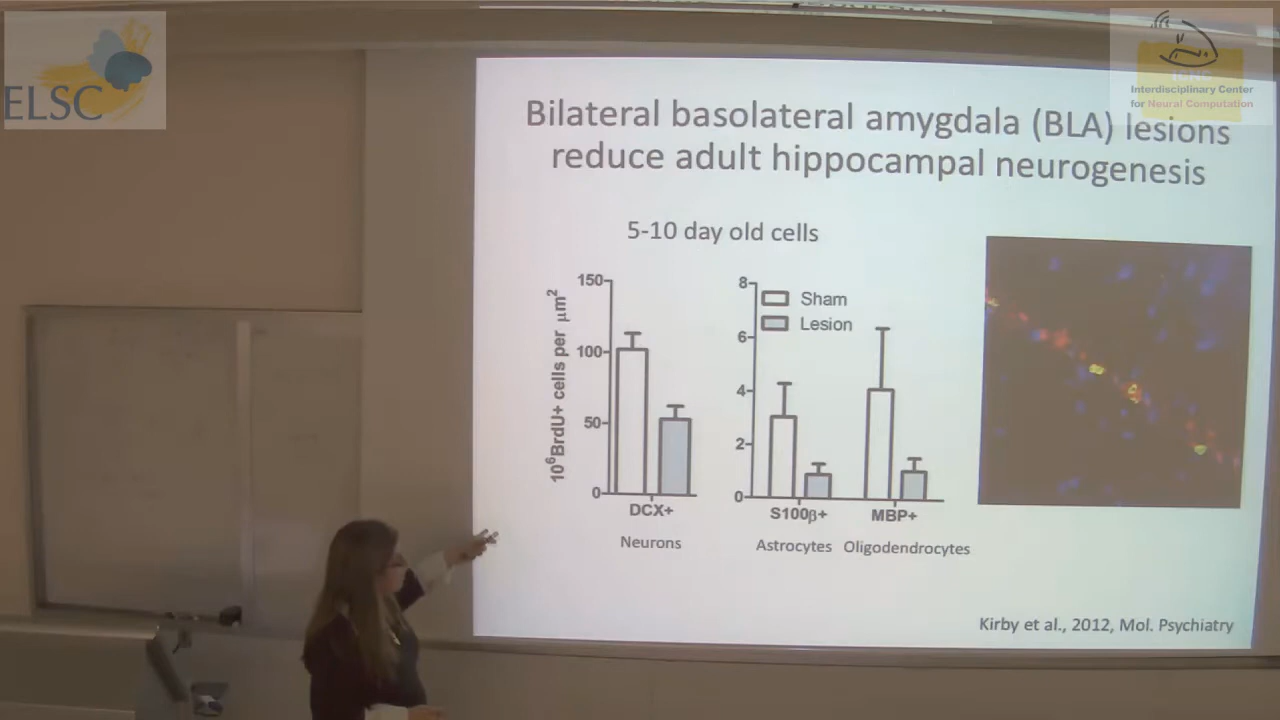 ELSC
ICNC
Interdisciplinary Center
for Neural Computation
Bilateral basolateral amygdala (BLA) lesions
reduce adult hippocampal neurogenesis
5-10 day old cells
10⁶BrdU+ cells per μm²
150
100
50
0
DCX+
Neurons
8
6
4
2
0
Sham
Lesion
S100β+
MBP+
Astrocytes
Oligodendrocytes
Kirby et al., 2012, Mol. Psychiatry